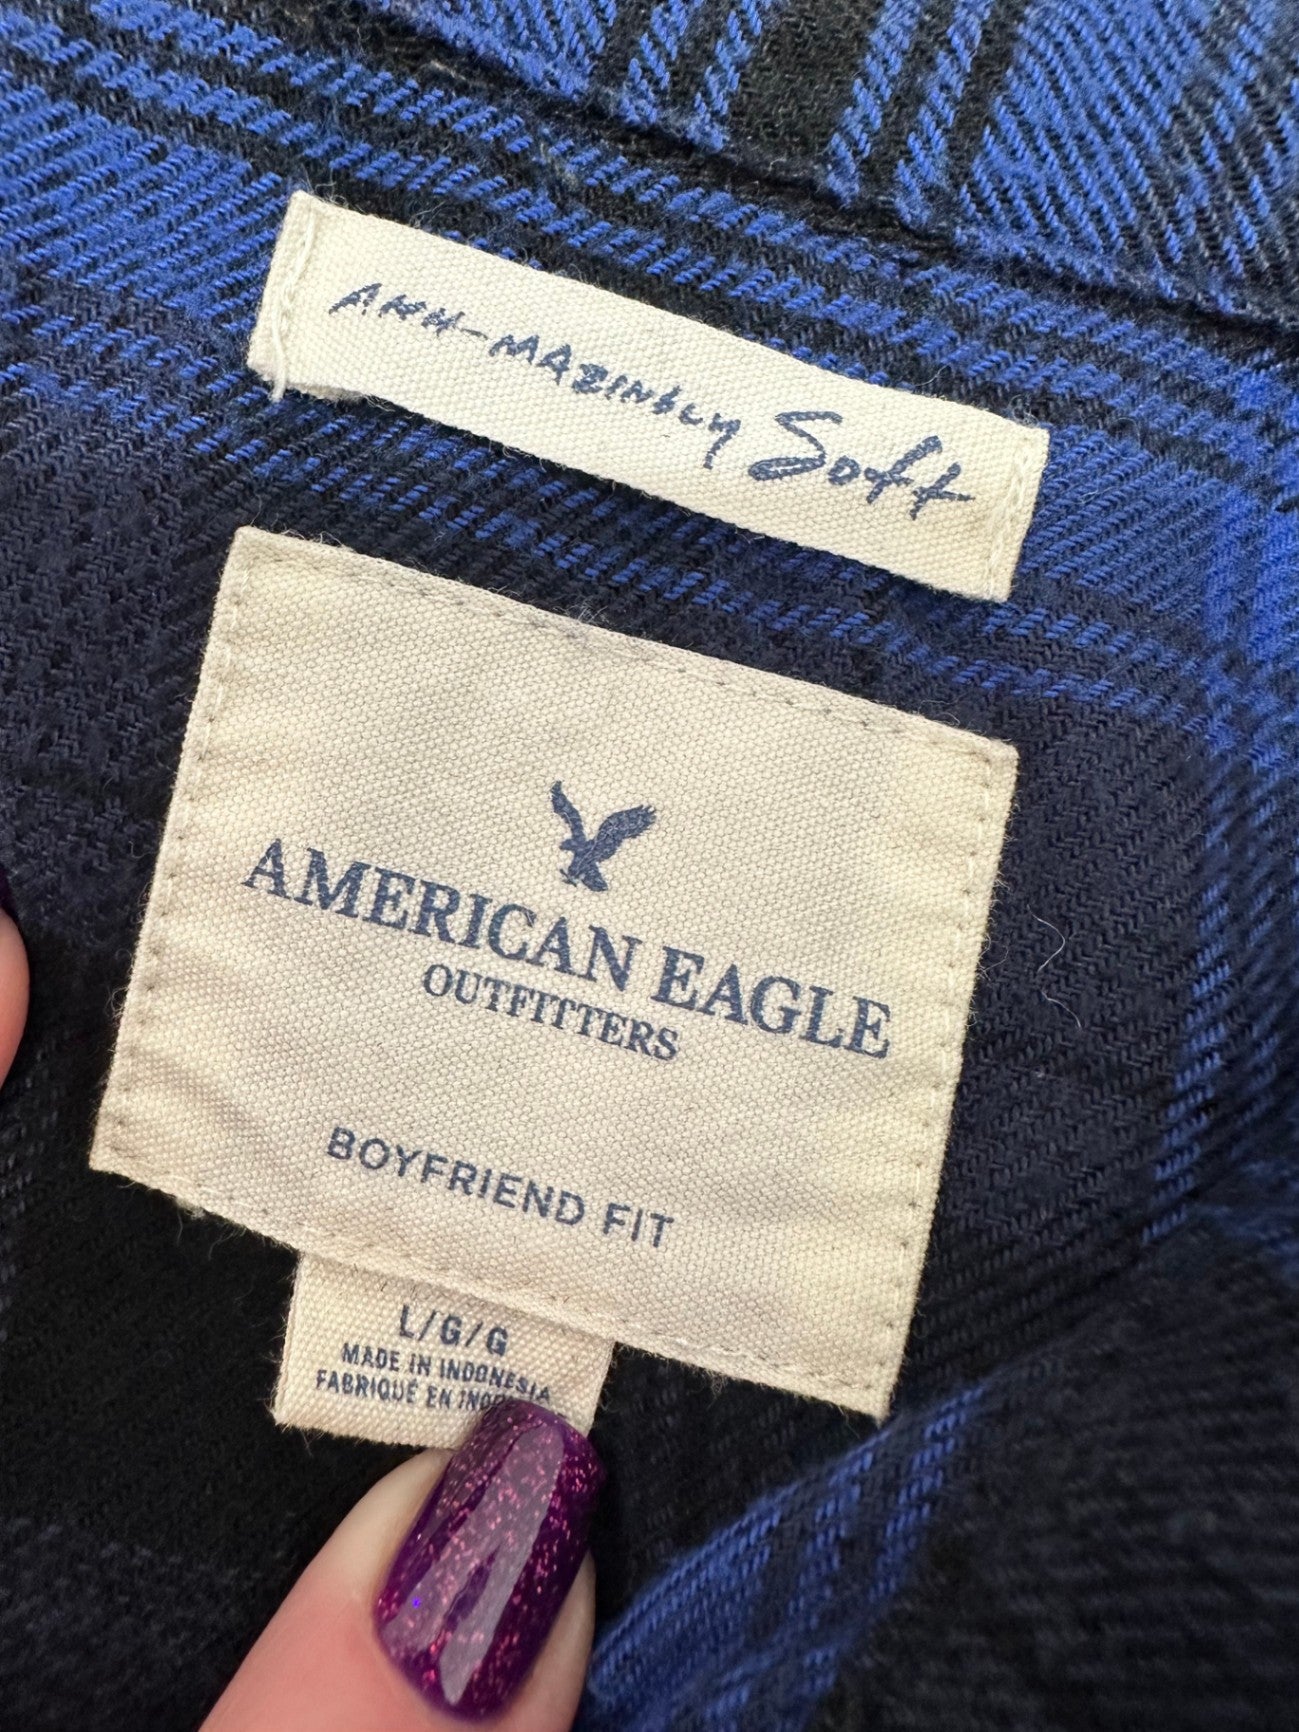 AHH-MAZINGLY Soft
AMERICAN EAGLE
OUTFITTERS
BOYFRIEND FIT
L/G/G
MADE IN INDONESIA
FABRIQUÉ EN